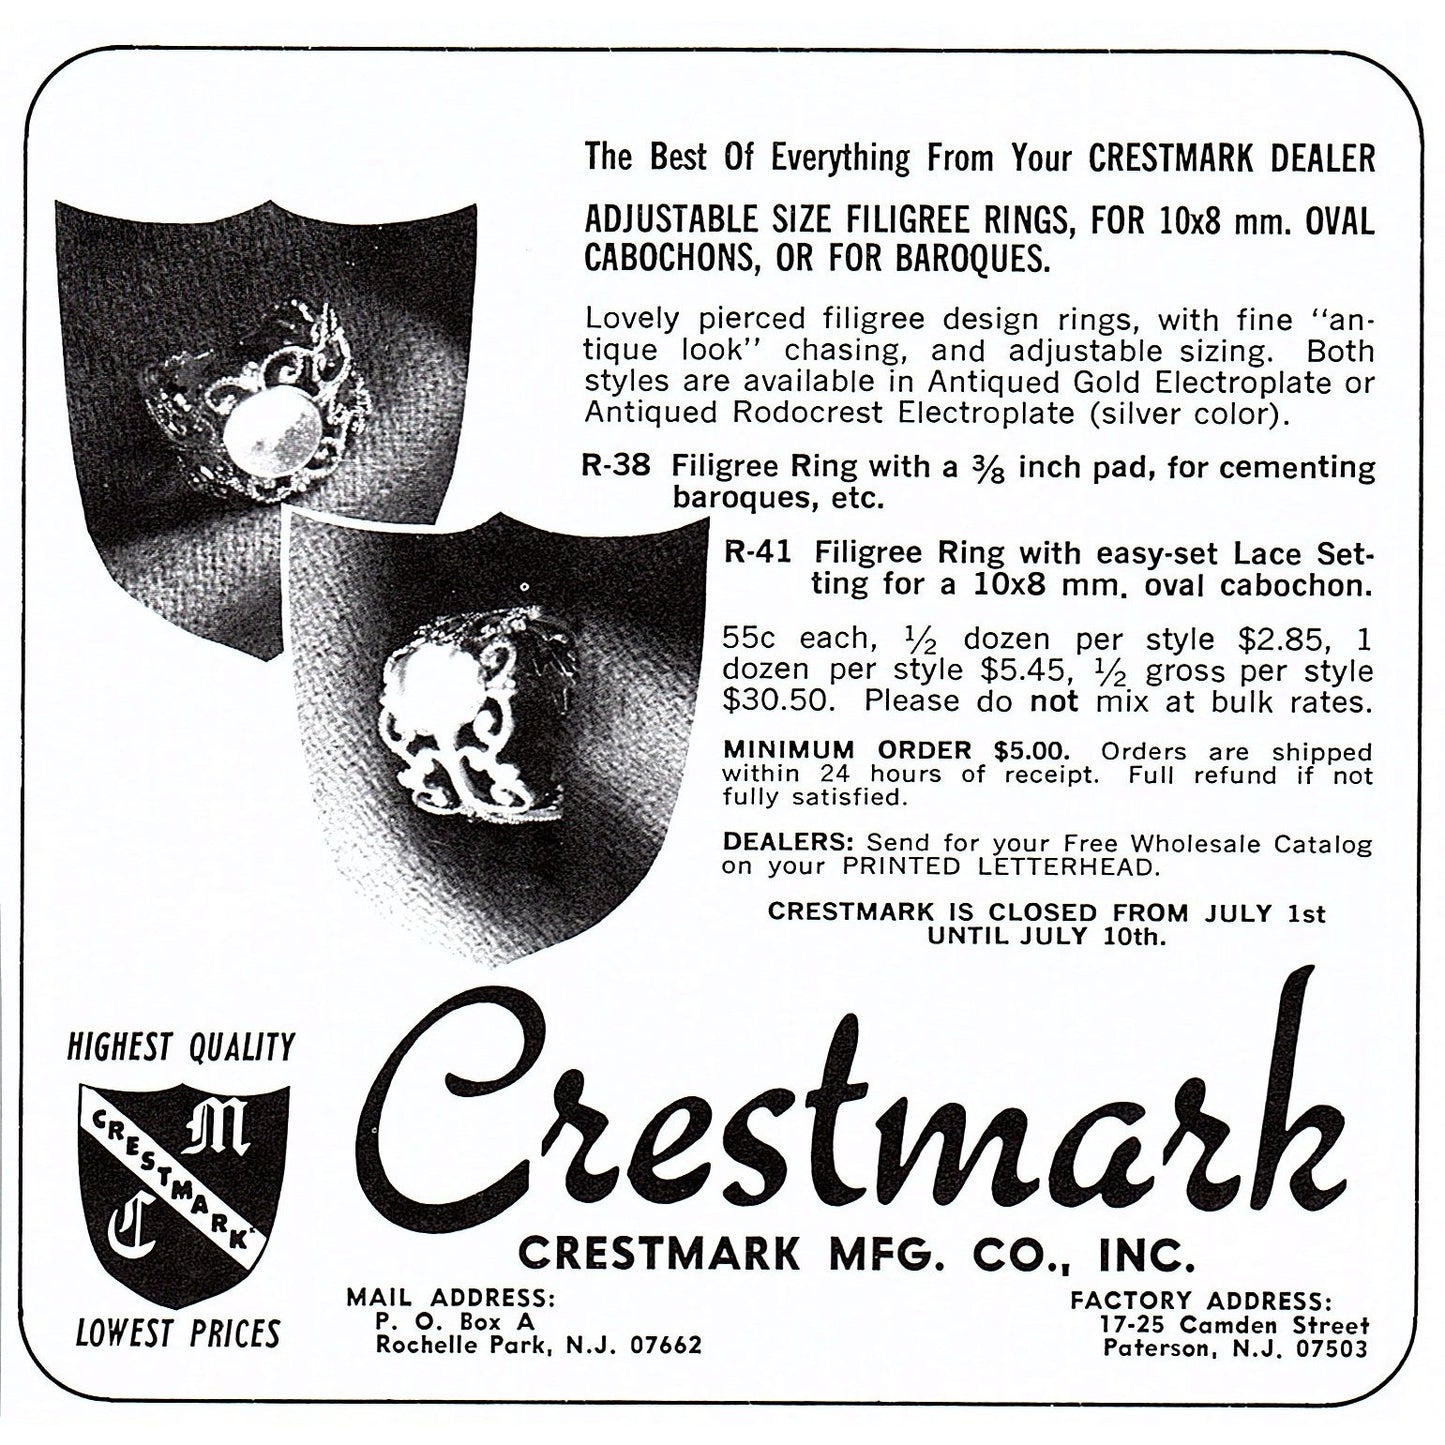 The Best Of Everything From Your CRESTMARK DEALER
ADJUSTABLE SIZE FILIGREE RINGS, FOR 10x8 mm. OVAL
CABOCHONS, OR FOR BAROQUES.
Lovely pierced filigree design rings, with fine "an-
tique look" chasing, and adjustable sizing. Both
styles are available in Antiqued Gold Electroplate or
Antiqued Rodocrest Electroplate (silver color).
R-38 Filigree Ring with a ⅜ inch pad, for cementing
baroques, etc.
R-41 Filigree Ring with easy-set Lace Set-
ting for a 10x8 mm. oval cabochon.
55c each, ½ dozen per style $2.85, 1
dozen per style $5.45, ½ gross per style
$30.50. Please do not mix at bulk rates.
MINIMUM ORDER $5.00. Orders are shipped
within 24 hours of receipt. Full refund if not
fully satisfied.
DEALERS: Send for your Free Wholesale Catalog
on your PRINTED LETTERHEAD.
CRESTMARK IS CLOSED FROM JULY 1st
UNTIL JULY 10th.
HIGHEST QUALITY
M
CRESTMARK
C
LOWEST PRICES
Crestmark
CRESTMARK MFG. CO., INC.
MAIL ADDRESS:
P. O. Box A
Rochelle Park, N.J. 07662
FACTORY ADDRESS:
17-25 Camden Street
Paterson, N.J. 07503